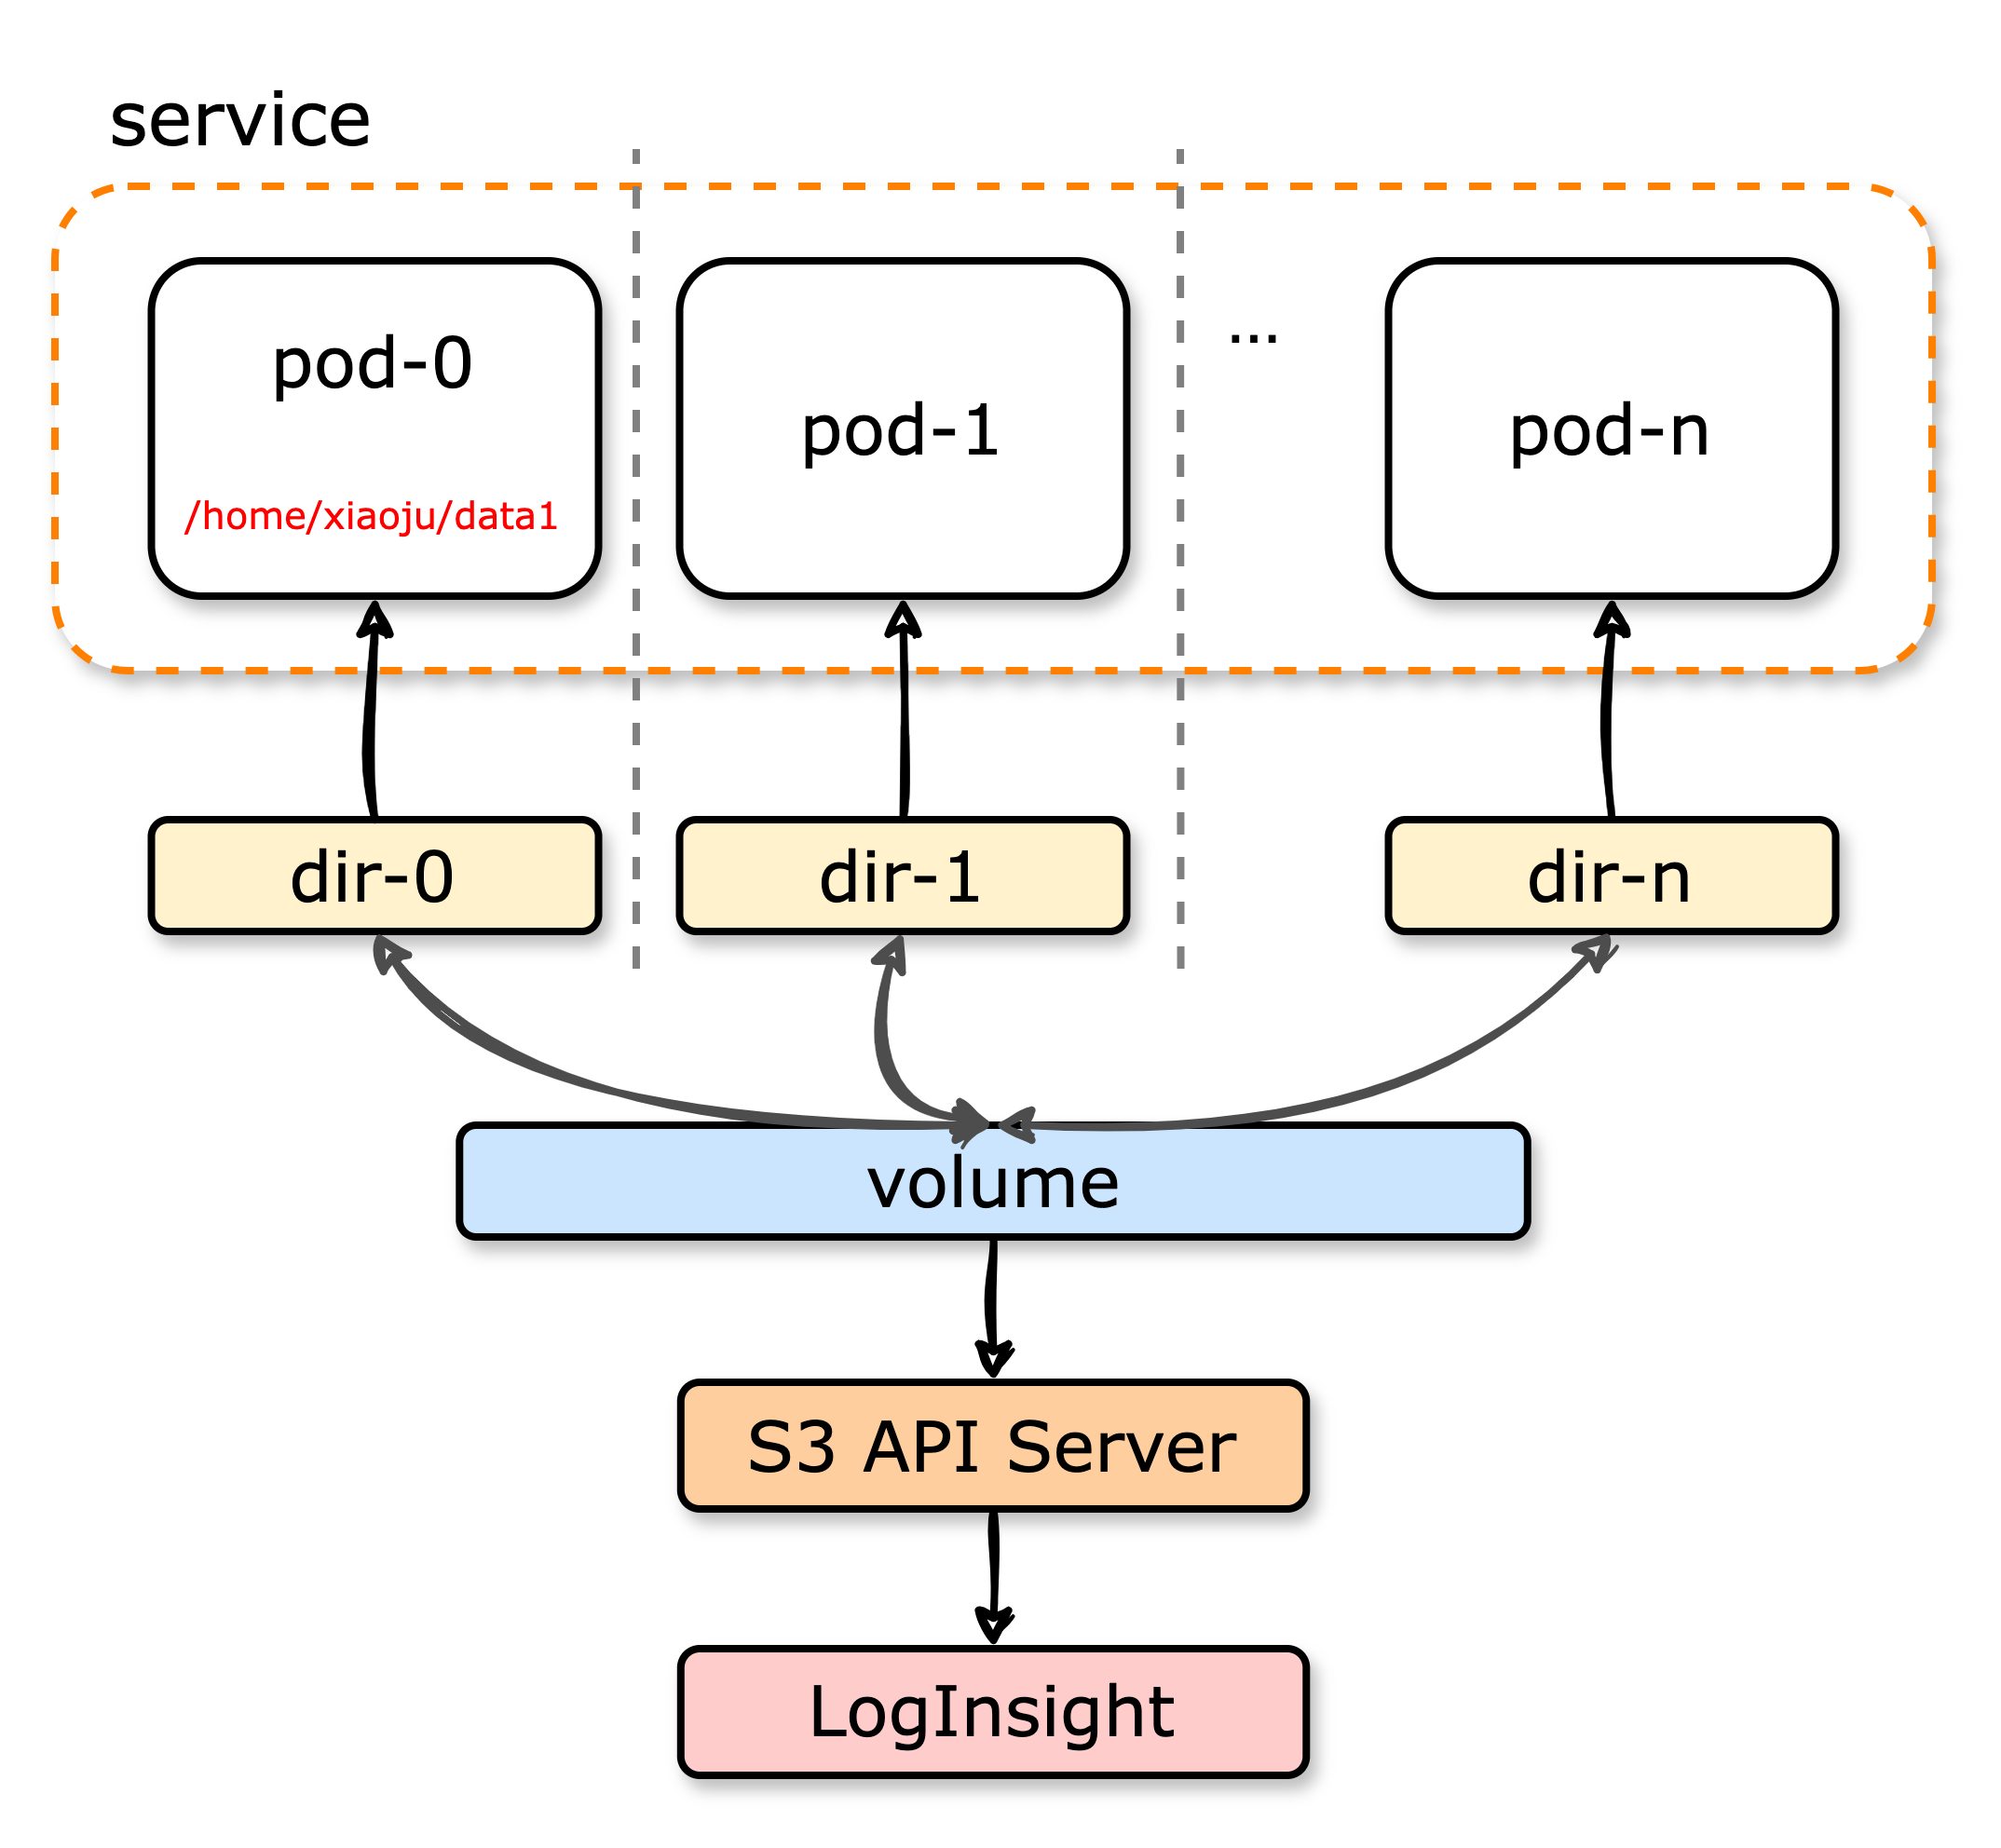 service
pod-0
/home/xiaoju/data1
pod-1
...
pod-n
dir-0
dir-1
dir-n
volume
S3 API Server
LogInsight